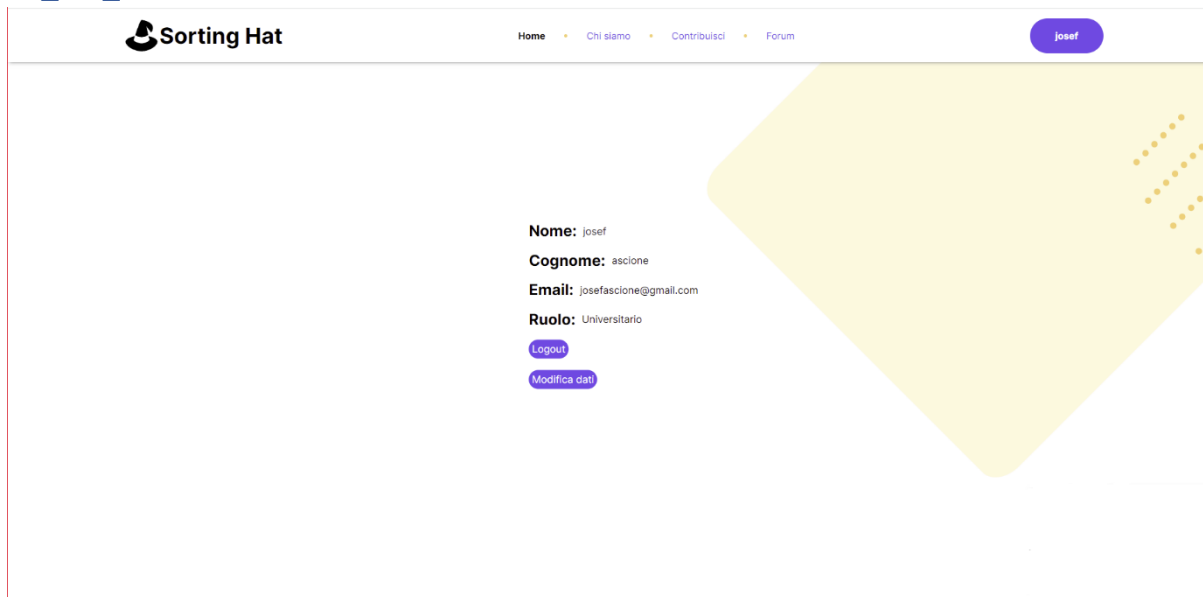 Sorting Hat
Home • Chi siamo • Contribuisci • Forum
josef
Nome: josef
Cognome: ascione
Email: josefascione@gmail.com
Ruolo: Universitario
Logout
Modifica dati